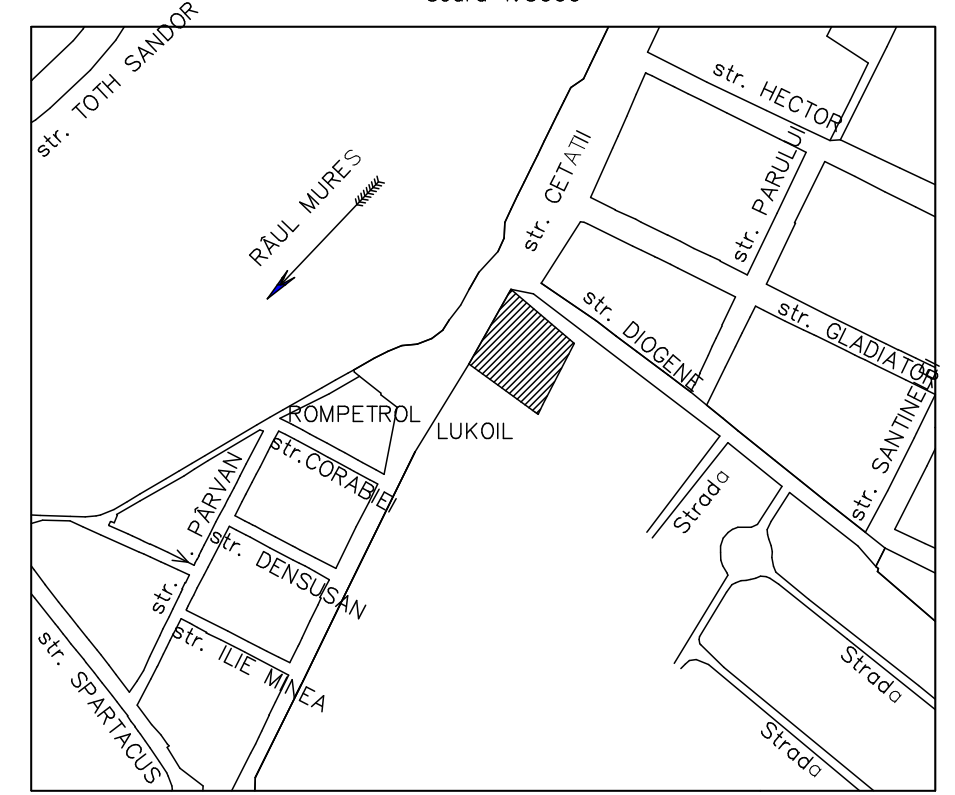 str. TOTH SANDOR
str. HECTOR
str. CETATII
str. PARULUI
RÂUL MURES
str. DIOGENE
str. GLADIATOR
ROMPETROL
LUKOIL
str. SANTINEI
str.CORABIEI
V. PÂRVAN
str.
Strada
str. DENSUSAN
str. ILIE MINEA
str. SPARTACUS
Strada
Strada